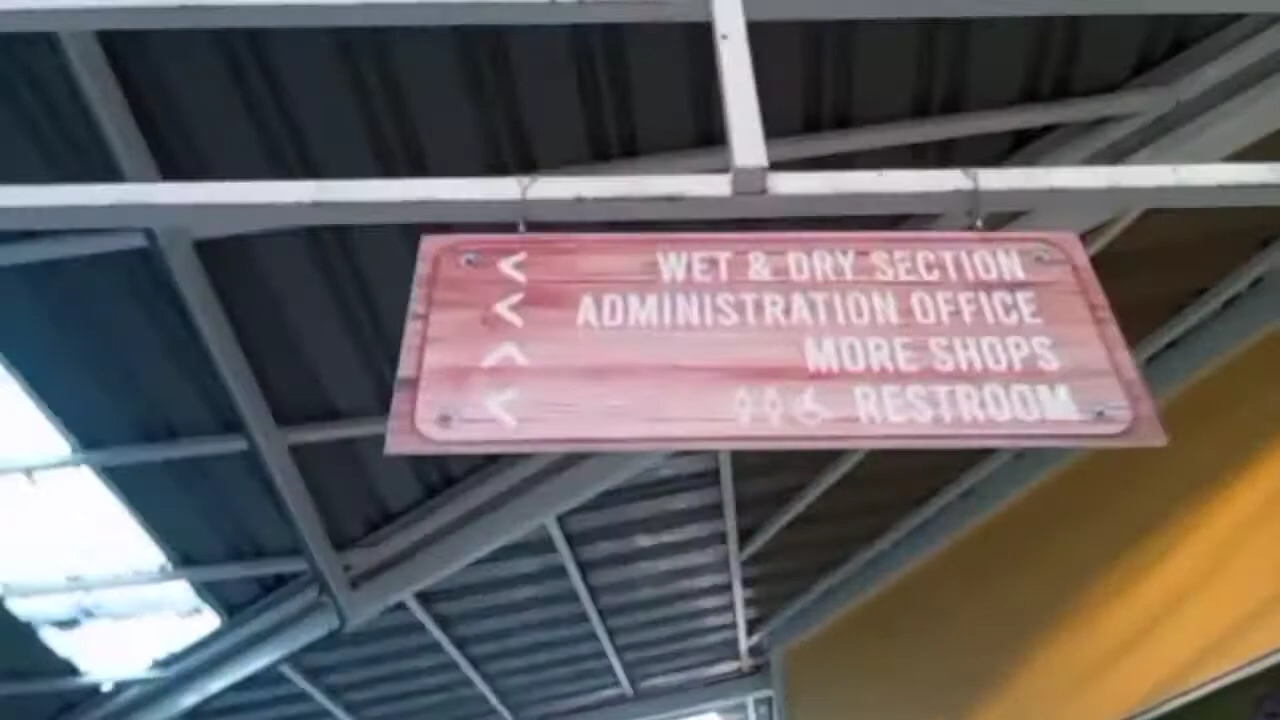 < WET & DRY SECTION
< ADMINISTRATION OFFICE
^ MORE SHOPS
< RESTROOM